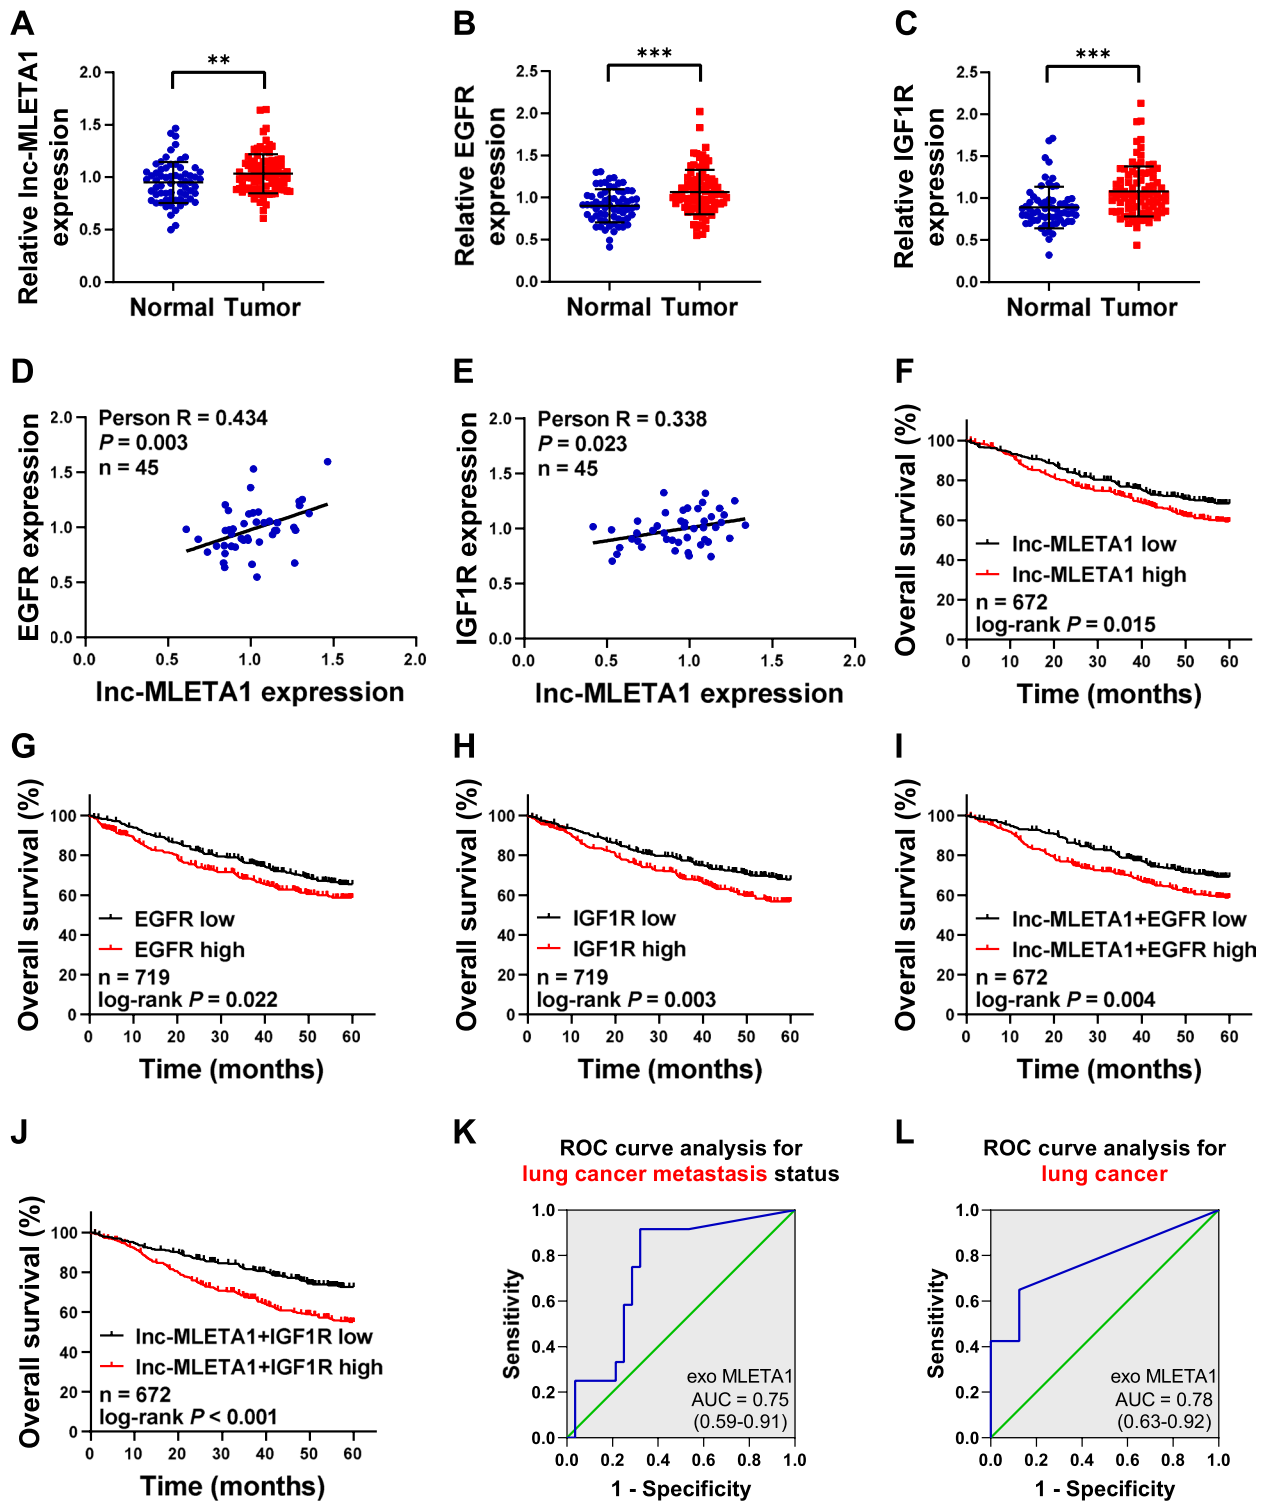 A
Relative lnc-MLETA1
expression
2.0
1.5
1.0
0.5
0.0
**
Normal Tumor
B
Relative EGFR
expression
2.5
2.0
1.5
1.0
0.5
0.0
***
Normal Tumor
C
Relative IGF1R
expression
2.5
2.0
1.5
1.0
0.5
0.0
***
Normal Tumor
D
EGFR expression
2.0
1.5
1.0
0.5
0.0
Person R = 0.434
P = 0.003
n = 45
0.0 0.5 1.0 1.5 2.0
lnc-MLETA1 expression
E
IGF1R expression
2.0
1.5
1.0
0.5
0.0
Person R = 0.338
P = 0.023
n = 45
0.0 0.5 1.0 1.5 2.0
lnc-MLETA1 expression
F
Overall survival (%)
100
80
60
40
20
0
lnc-MLETA1 low
lnc-MLETA1 high
n = 672
log-rank P = 0.015
0 10 20 30 40 50 60
Time (months)
G
Overall survival (%)
100
80
60
40
20
0
EGFR low
EGFR high
n = 719
log-rank P = 0.022
0 10 20 30 40 50 60
Time (months)
H
Overall survival (%)
100
80
60
40
20
0
IGF1R low
IGF1R high
n = 719
log-rank P = 0.003
0 10 20 30 40 50 60
Time (months)
I
Overall survival (%)
100
80
60
40
20
0
lnc-MLETA1+EGFR low
lnc-MLETA1+EGFR high
n = 672
log-rank P = 0.004
0 10 20 30 40 50 60
Time (months)
J
Overall survival (%)
100
80
60
40
20
0
lnc-MLETA1+IGF1R low
lnc-MLETA1+IGF1R high
n = 672
log-rank P < 0.001
0 10 20 30 40 50 60
Time (months)
K
ROC curve analysis for
lung cancer metastasis status
Sensitivity
1.0
0.8
0.6
0.4
0.2
0.0
exo MLETA1
AUC = 0.75
(0.59-0.91)
0.0 0.2 0.4 0.6 0.8 1.0
1 - Specificity
L
ROC curve analysis for
lung cancer
Sensitivity
1.0
0.8
0.6
0.4
0.2
0.0
exo MLETA1
AUC = 0.78
(0.63-0.92)
0.0 0.2 0.4 0.6 0.8 1.0
1 - Specificity